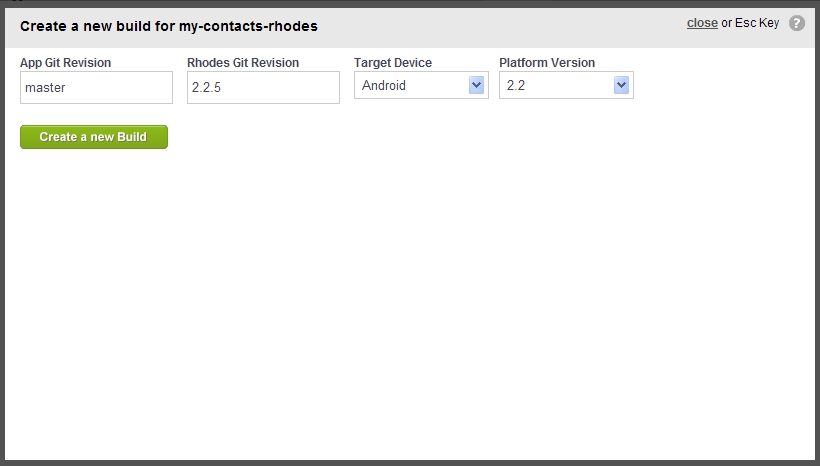 Create a new build for my-contacts-rhodes
close or Esc Key ?
App Git Revision Rhodes Git Revision Target Device Platform Version
master 2.2.5 Android 2.2
Create a new Build